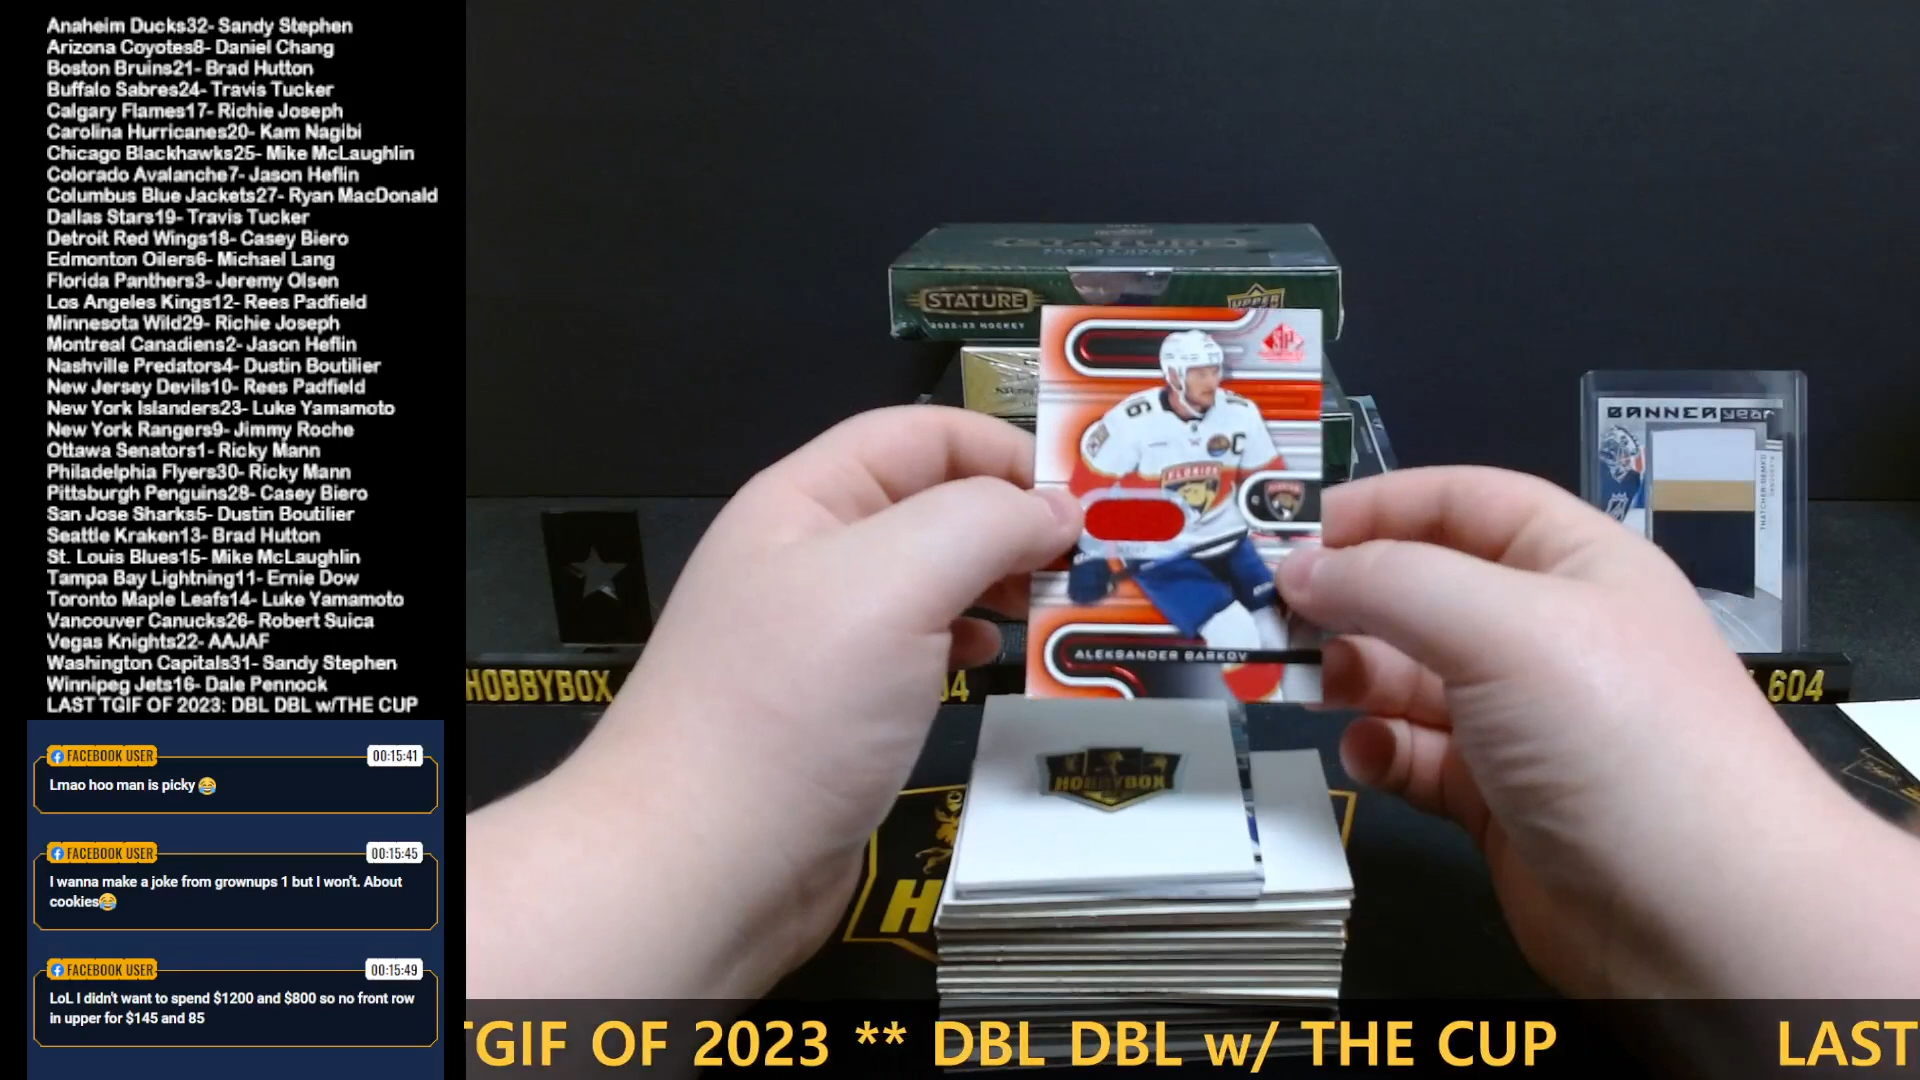 Anaheim Ducks32- Sandy Stephen
Arizona Coyotes8- Daniel Chang
Boston Bruins21- Brad Hutton
Buffalo Sabres24- Travis Tucker
Calgary Flames17- Richie Joseph
Carolina Hurricanes20- Kam Nagibi
Chicago Blackhawks25- Mike McLaughlin
Colorado Avalanche7- Jason Heflin
Columbus Blue Jackets27- Ryan MacDonald
Dallas Stars19- Travis Tucker
Detroit Red Wings18- Casey Biero
Edmonton Oilers6- Michael Lang
Florida Panthers3- Jeremy Olsen
Los Angeles Kings12- Rees Padfield
Minnesota Wild29- Richie Joseph
Montreal Canadiens2- Jason Heflin
Nashville Predators4- Dustin Boutilier
New Jersey Devils10- Rees Padfield
New York Islanders23- Luke Yamamoto
New York Rangers9- Jimmy Roche
Ottawa Senators1- Ricky Mann
Philadelphia Flyers30- Ricky Mann
Pittsburgh Penguins28- Casey Biero
San Jose Sharks5- Dustin Boutilier
Seattle Kraken13- Brad Hutton
St. Louis Blues15- Mike McLaughlin
Tampa Bay Lightning11- Ernie Dow
Toronto Maple Leafs14- Luke Yamamoto
Vancouver Canucks26- Robert Suica
Vegas Knights22- AAJAF
Washington Capitals31- Sandy Stephen
Winnipeg Jets16- Dale Pennock
LAST TGIF OF 2023: DBL DBL w/THE CUP
FACEBOOK USER 00:15:41
Lmao hoo man is picky 😂
FACEBOOK USER 00:15:45
I wanna make a joke from grownups 1 but I won't. About
cookies😂
FACEBOOK USER 00:15:49
LoL I didn't want to spend $1200 and $800 so no front row
in upper for $145 and 85
STATURE
UPPER
2022-23 HOCKEY
SP
16
C
FLORIDA
ALEKSANDER BARKOV
BANNER year
THATCHER DEMKO
HOBBYBOX
04
604
HOBBYBOX
H
TGIF OF 2023 ** DBL DBL w/ THE CUP
LAST